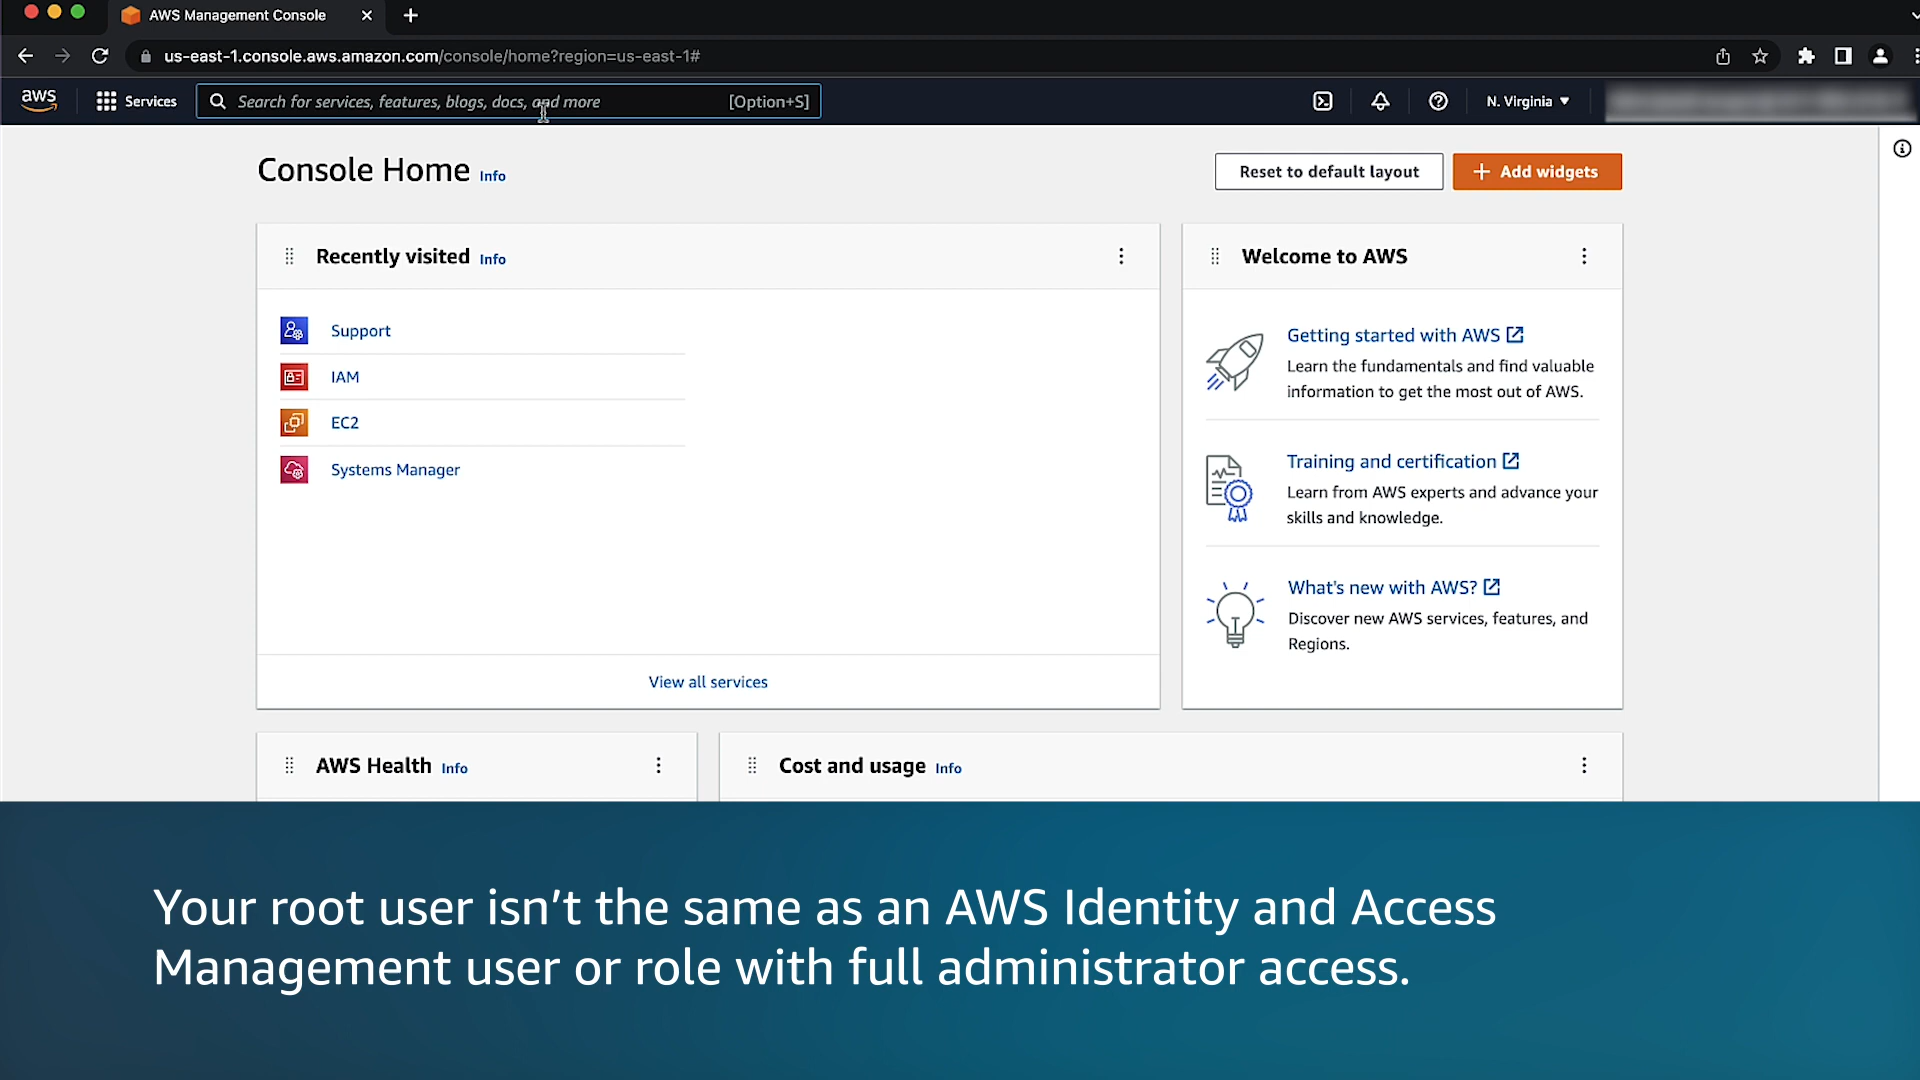 AWS Management Console
us-east-1.console.aws.amazon.com/console/home?region=us-east-1#
aws
Services
Search for services, features, blogs, docs, and more
[Option+S]
N. Virginia
Console Home Info
Reset to default layout
Add widgets
Recently visited Info
Support
IAM
EC2
Systems Manager
View all services
Welcome to AWS
Getting started with AWS
Learn the fundamentals and find valuable
information to get the most out of AWS.
Training and certification
Learn from AWS experts and advance your
skills and knowledge.
What's new with AWS?
Discover new AWS services, features, and
Regions.
AWS Health Info
Cost and usage Info
Your root user isn’t the same as an AWS Identity and Access
Management user or role with full administrator access.